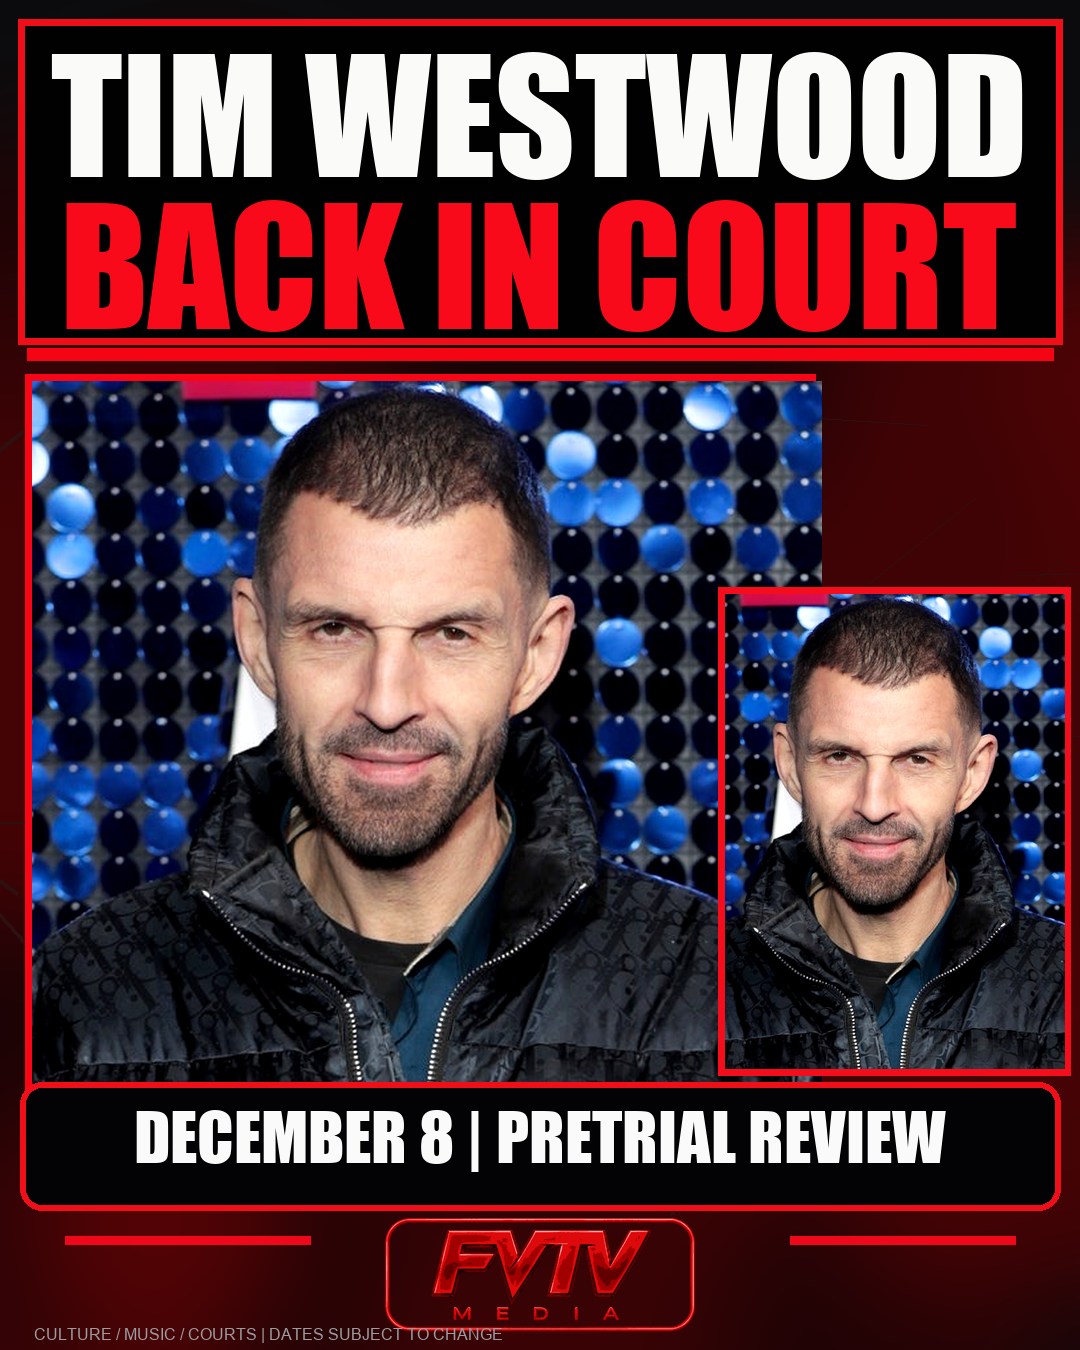 TIM WESTWOOD
BACK IN COURT
DECEMBER 8 | PRETRIAL REVIEW
FVTV
MEDIA
CULTURE / MUSIC / COURTS | DATES SUBJECT TO CHANGE